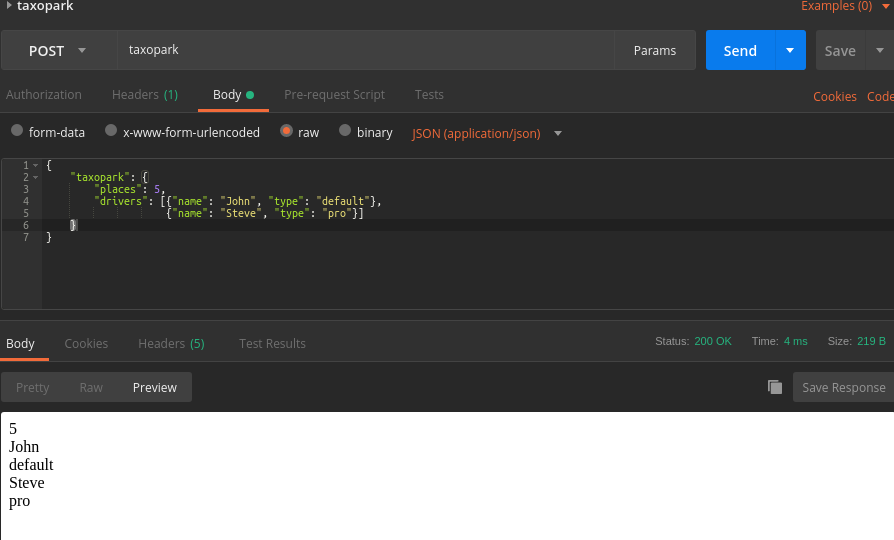 taxopark
Examples (0)
POST
taxopark
Params
Send
Save
Authorization
Headers (1)
Body
Pre-request Script
Tests
Cookies
Code
form-data
x-www-form-urlencoded
raw
binary
JSON (application/json)
1 {
2 "taxopark": {
3 "places": 5,
4 "drivers": [{"name": "John", "type": "default"},
5 {"name": "Steve", "type": "pro"}]
6 }
7 }
Body
Cookies
Headers (5)
Test Results
Status: 200 OK
Time: 4 ms
Size: 219 B
Pretty
Raw
Preview
Save Response
5
John
default
Steve
pro